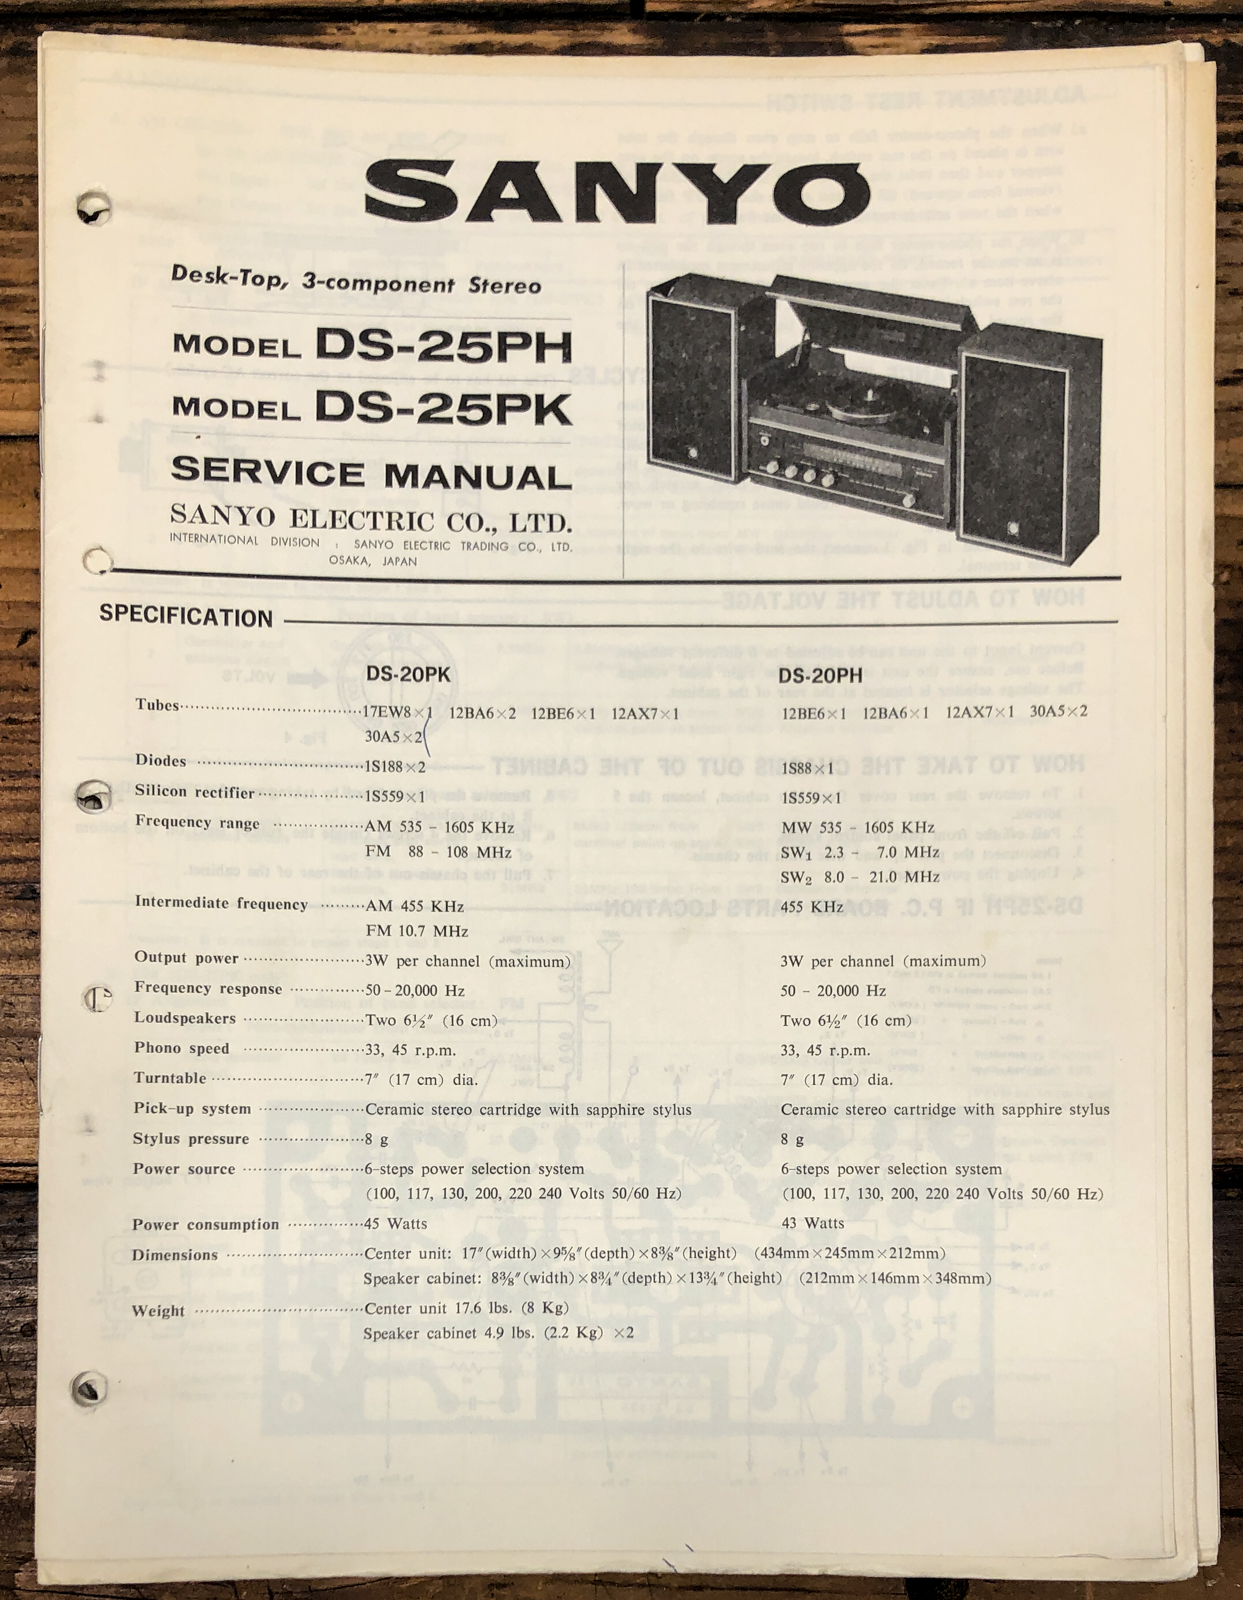 SANYO
Desk-Top, 3-component Stereo
MODEL DS-25PH
MODEL DS-25PK
SERVICE MANUAL
SANYO ELECTRIC CO., LTD.
INTERNATIONAL DIVISION : SANYO ELECTRIC TRADING CO., LTD.
OSAKA, JAPAN
SPECIFICATION
DS-20PK DS-20PH
Tubes 17EW8×1 12BA6×2 12BE6×1 12AX7×1 12BE6×1 12BA6×1 12AX7×1 30A5×2
30A5×2
Diodes 1S188×2 1S88×1
Silicon rectifier 1S559×1 1S559×1
Frequency range AM 535 – 1605 KHz MW 535 – 1605 KHz
FM 88 – 108 MHz SW₁ 2.3 – 7.0 MHz
SW₂ 8.0 – 21.0 MHz
Intermediate frequency AM 455 KHz 455 KHz
FM 10.7 MHz
Output power 3W per channel (maximum) 3W per channel (maximum)
Frequency response 50 – 20,000 Hz 50 – 20,000 Hz
Loudspeakers Two 6½″ (16 cm) Two 6½″ (16 cm)
Phono speed 33, 45 r.p.m. 33, 45 r.p.m.
Turntable 7″ (17 cm) dia. 7″ (17 cm) dia.
Pick-up system Ceramic stereo cartridge with sapphire stylus Ceramic stereo cartridge with sapphire stylus
Stylus pressure 8 g 8 g
Power source 6-steps power selection system 6-steps power selection system
(100, 117, 130, 200, 220 240 Volts 50/60 Hz) (100, 117, 130, 200, 220 240 Volts 50/60 Hz)
Power consumption 45 Watts 43 Watts
Dimensions Center unit: 17″(width)×9⅝″(depth)×8⅜″(height) (434mm×245mm×212mm)
Speaker cabinet: 8⅜″(width)×8¾″(depth)×13¾″(height) (212mm×146mm×348mm)
Weight Center unit 17.6 lbs. (8 Kg)
Speaker cabinet 4.9 lbs. (2.2 Kg) ×2